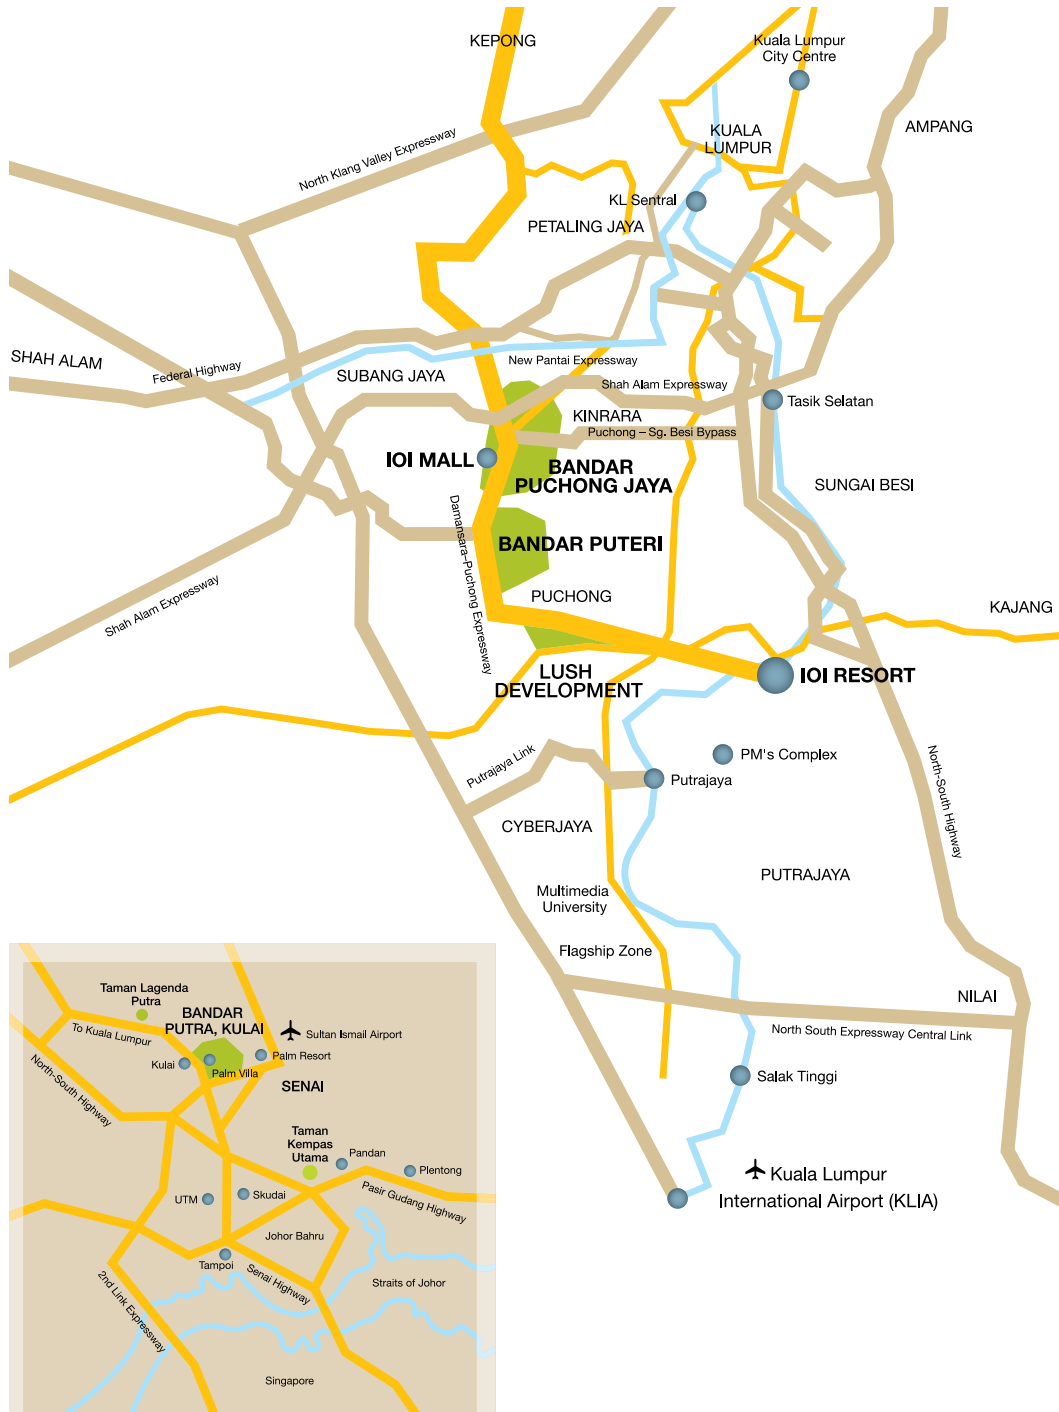 KEPONG
Kuala Lumpur
City Centre
AMPANG
KUALA
LUMPUR
North Klang Valley Expressway
KL Sentral
PETALING JAYA
SHAH ALAM
Federal Highway
New Pantai Expressway
SUBANG JAYA
Shah Alam Expressway
Tasik Selatan
KINRARA
Puchong – Sg. Besi Bypass
IOI MALL
BANDAR
PUCHONG JAYA
SUNGAI BESI
Damansara–Puchong Expressway
BANDAR PUTERI
Shah Alam Expressway
PUCHONG
KAJANG
LUSH
DEVELOPMENT
IOI RESORT
Putrajaya Link
PM's Complex
Putrajaya
North-South Highway
CYBERJAYA
PUTRAJAYA
Multimedia
University
Flagship Zone
NILAI
North South Expressway Central Link
Salak Tinggi
Kuala Lumpur
International Airport (KLIA)
Taman Lagenda
Putra
BANDAR
PUTRA, KULAI
To Kuala Lumpur
Sultan Ismail Airport
Kulai
Palm Resort
Palm Villa
North-South Highway
SENAI
Taman
Kempas
Utama
Pandan
Plentong
UTM
Skudai
Pasir Gudang Highway
Johor Bahru
Tampoi
Senai Highway
Straits of Johor
2nd Link Expressway
Singapore